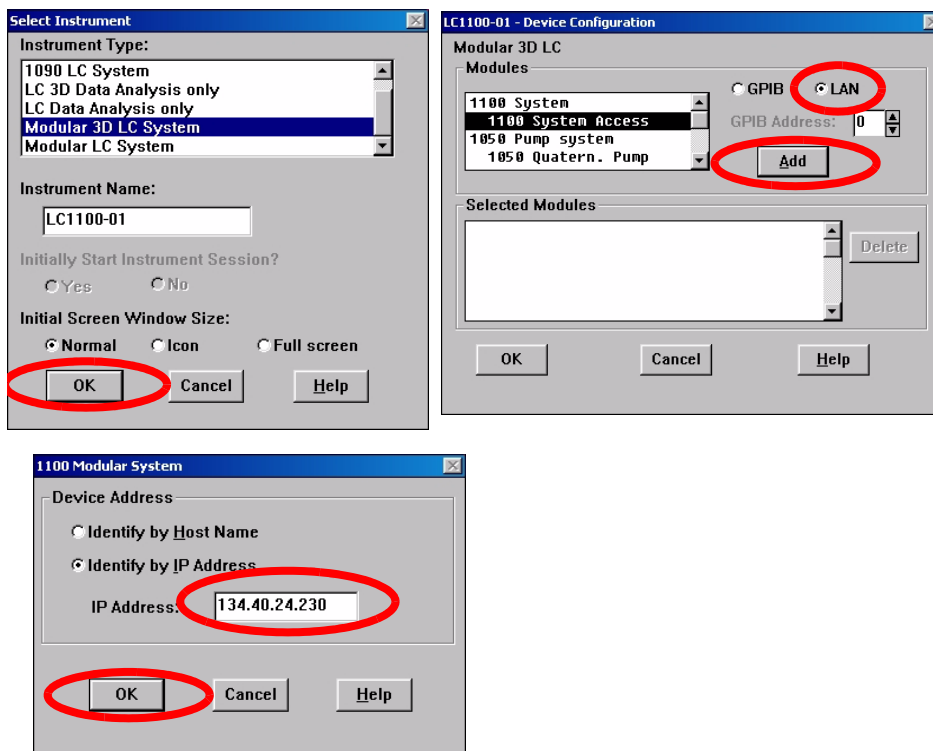 Select Instrument
Instrument Type:
1090 LC System
LC 3D Data Analysis only
LC Data Analysis only
Modular 3D LC System
Modular LC System
Instrument Name:
LC1100-01
Initially Start Instrument Session?
Yes No
Initial Screen Window Size:
Normal Icon Full screen
OK Cancel Help
LC1100-01 - Device Configuration
Modular 3D LC
Modules
1100 System
1100 System Access
1050 Pump system
1050 Quatern. Pump
GPIB LAN
GPIB Address: 0
Add
Selected Modules
Delete
OK Cancel Help
1100 Modular System
Device Address
Identify by Host Name
Identify by IP Address
IP Address: 134.40.24.230
OK Cancel Help